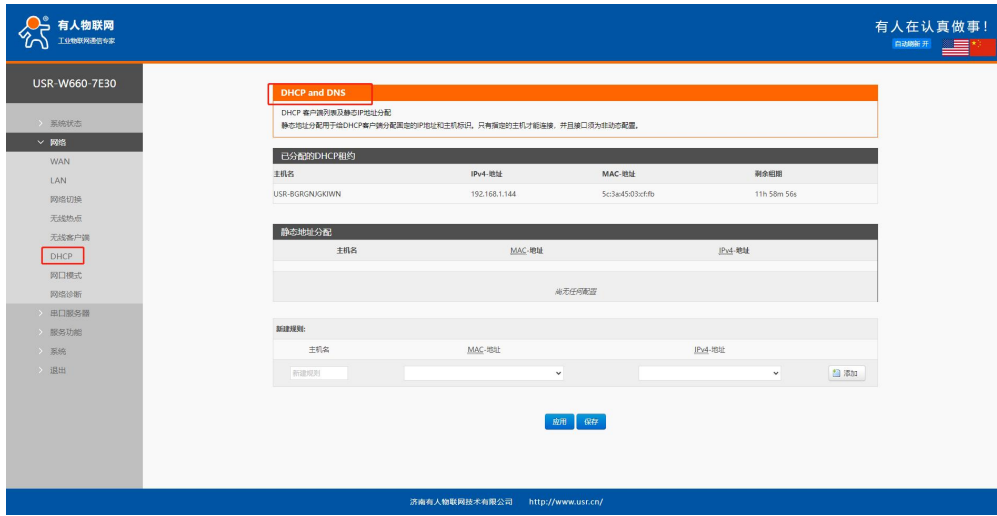 有人物联网
工业物联网通信专家
有人在认真做事!
自动刷新 开
USR-W660-7E30
系统状态
网络
WAN
LAN
网络切换
无线热点
无线客户端
DHCP
网口模式
网络诊断
串口服务器
服务功能
系统
退出
DHCP and DNS
DHCP 客户端列表及静态IP地址分配
静态地址分配用于给DHCP客户端分配固定的IP地址和主机标识。只有指定的主机才能连接，并且接口须为非动态配置。
已分配的DHCP租约
主机名 IPv4-地址 MAC-地址 剩余租期
USR-BGRGNJGKIWN 192.168.1.144 5c:3a:45:03:cf:fb 11h 58m 56s
静态地址分配
主机名 MAC-地址 IPv4-地址
尚无任何配置
新建规则:
主机名 MAC-地址 IPv4-地址
新建规则 添加
应用 保存
济南有人物联网技术有限公司 http://www.usr.cn/